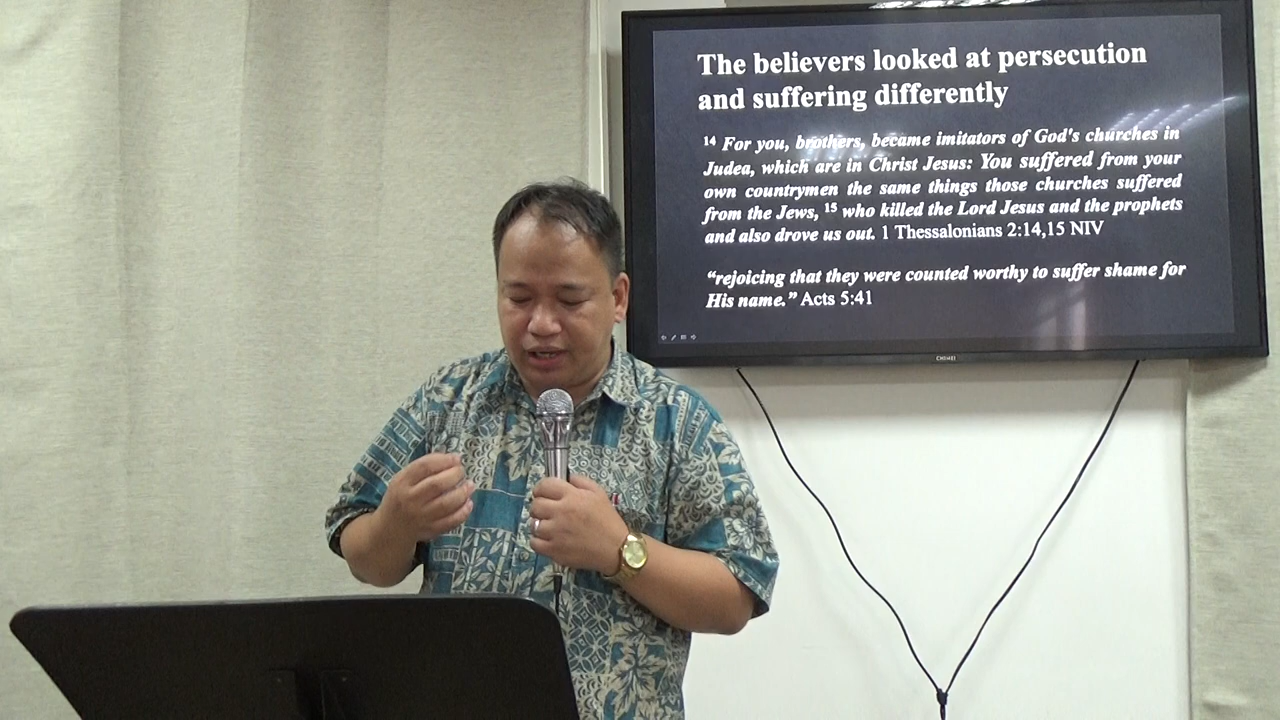 The believers looked at persecution
and suffering differently
¹⁴ For you, brothers, became imitators of God's churches in
Judea, which are in Christ Jesus: You suffered from your
own countrymen the same things those churches suffered
from the Jews, ¹⁵ who killed the Lord Jesus and the prophets
and also drove us out. 1 Thessalonians 2:14,15 NIV
“rejoicing that they were counted worthy to suffer shame for
His name.” Acts 5:41
CHIMEI